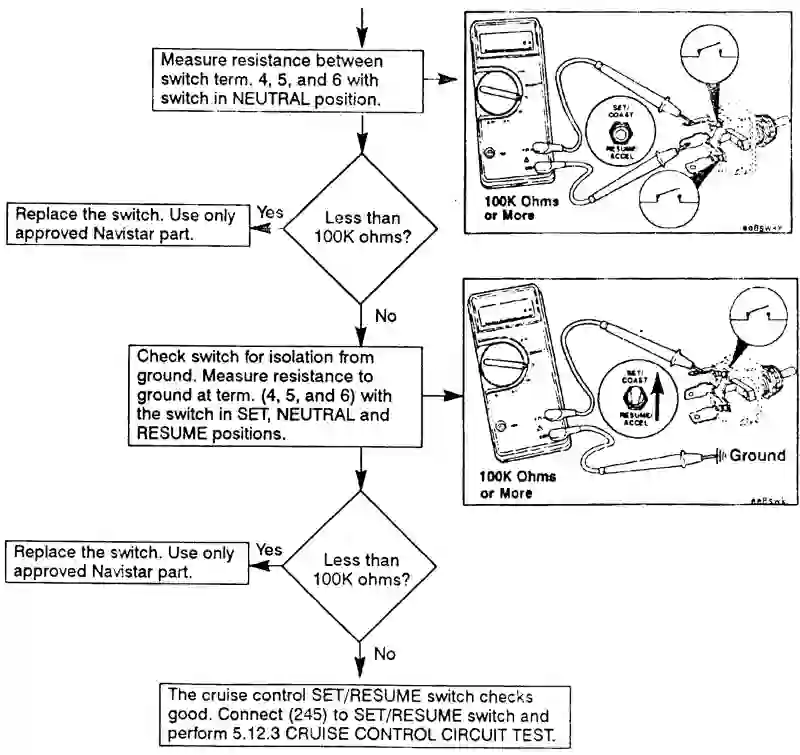 Measure resistance between
switch term. 4, 5, and 6 with
switch in NEUTRAL position.
SET/
COAST
RESUME
ACCEL
100K Ohms
or More
Replace the switch. Use only
approved Navistar part.
Yes
Less than
100K ohms?
No
Check switch for isolation from
ground. Measure resistance to
ground at term. (4, 5, and 6) with
the switch in SET, NEUTRAL and
RESUME positions.
SET/
COAST
RESUME/
ACCEL
Ground
100K Ohms
or More
Replace the switch. Use only
approved Navistar part.
Yes
Less than
100K ohms?
No
The cruise control SET/RESUME switch checks
good. Connect (245) to SET/RESUME switch and
perform 5.12.3 CRUISE CONTROL CIRCUIT TEST.